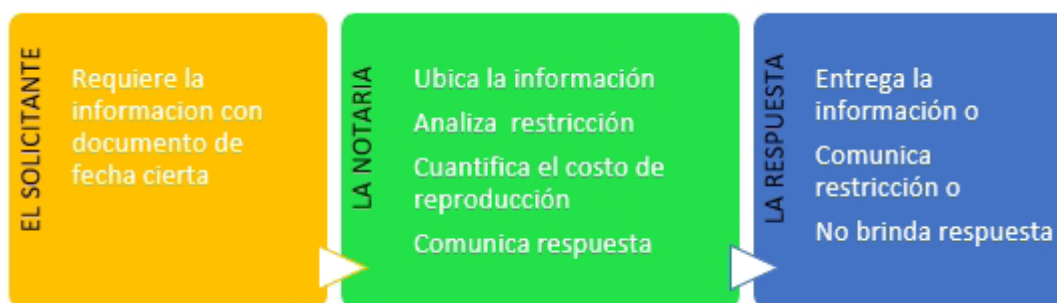 EL SOLICITANTE
Requiere la
informacion con
documento de
fecha cierta
LA NOTARIA
Ubica la información
Analiza restricción
Cuantifica el costo de
reproducción
Comunica respuesta
LA RESPUESTA
Entrega la
información o
Comunica
restricción o
No brinda respuesta